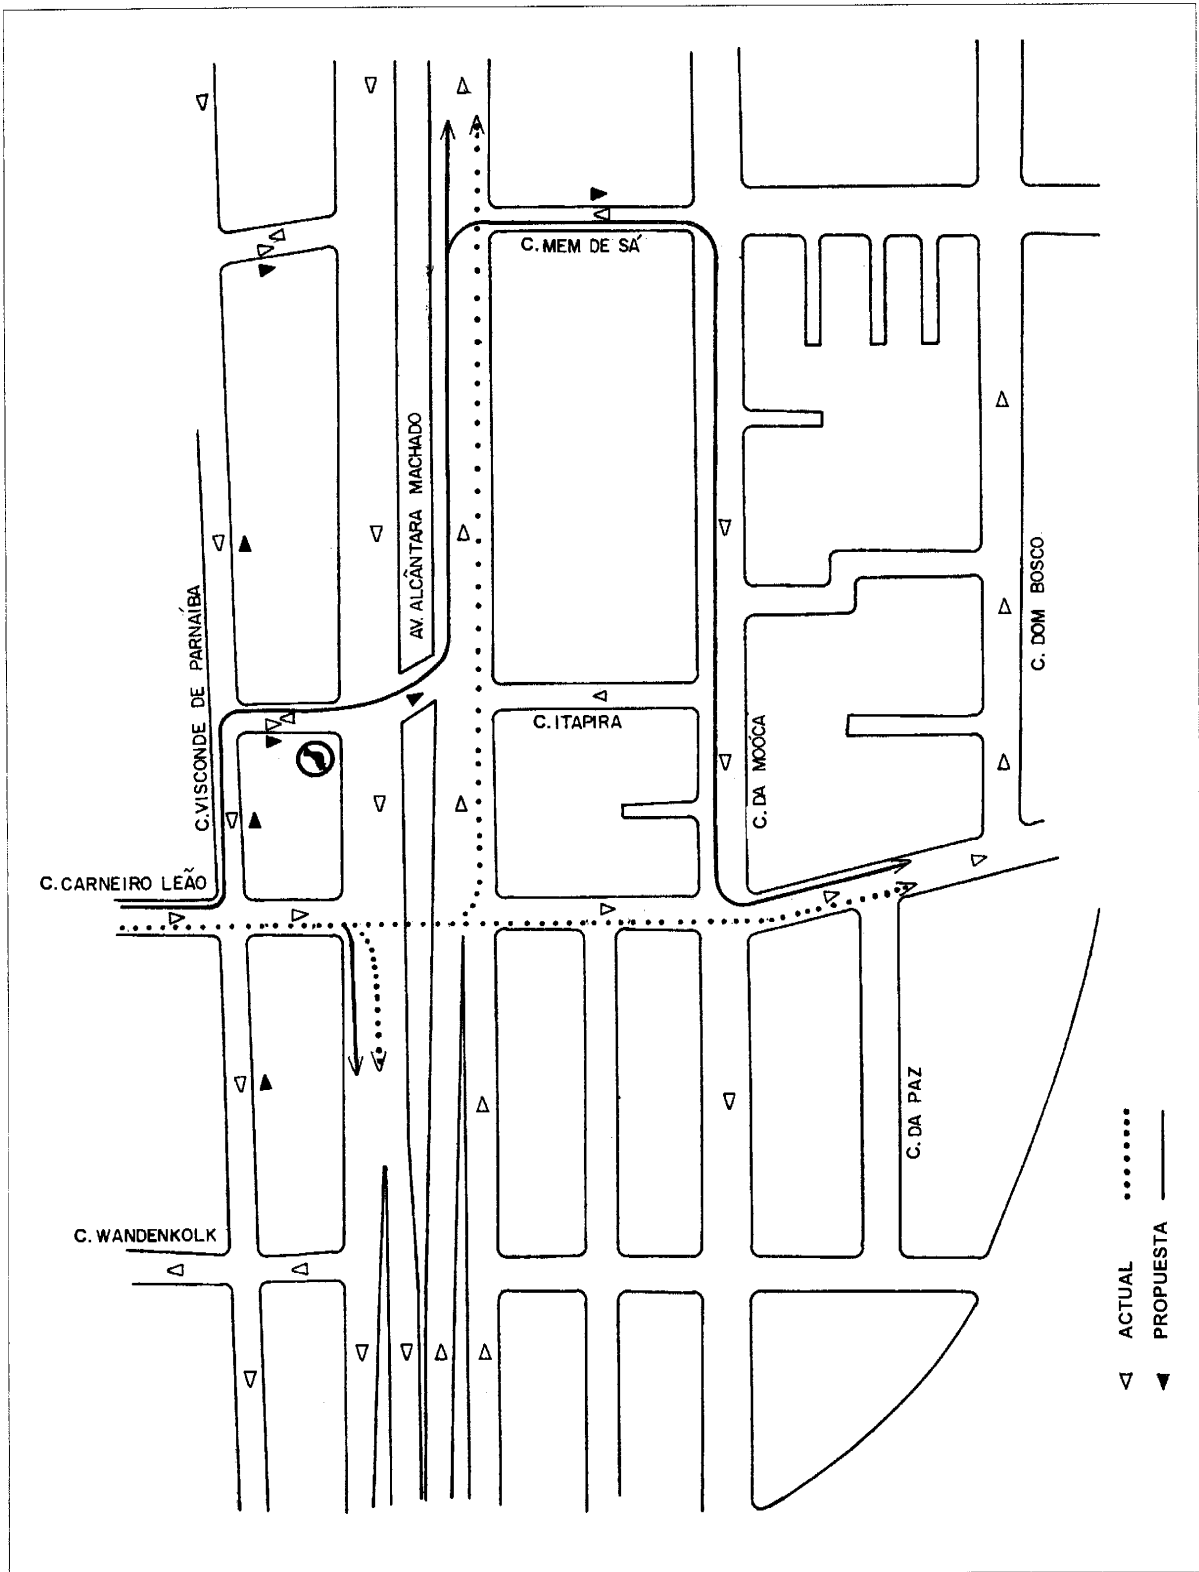 C. VISCONDE DE PARNAÍBA
AV. ALCÂNTARA MACHADO
C. MEM DE SÁ
C. ITAPIRA
C. DA MOÓCA
C. DOM BOSCO
C. CARNEIRO LEÃO
C. DA PAZ
C. WANDENKOLK
ACTUAL
PROPUESTA